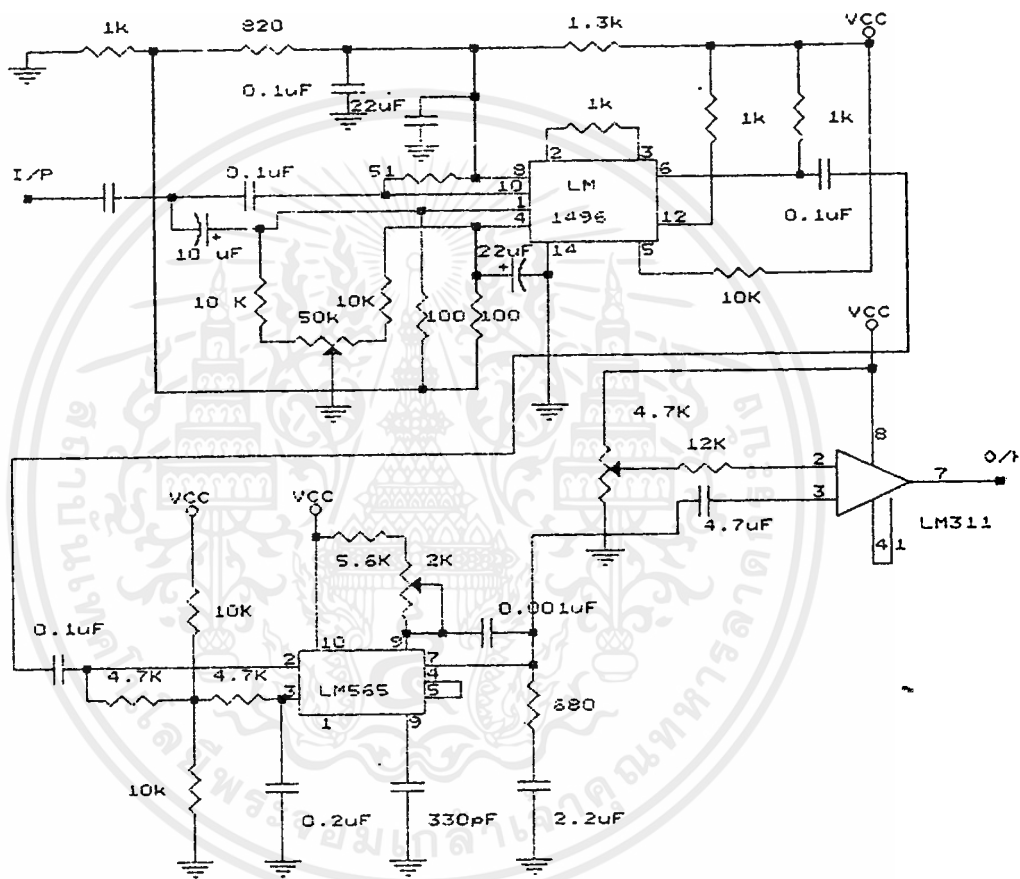 1k
820
1.3k
VCC
0.1uF
22uF
1k
1k
1k
2
3
I/P
0.1uF
51
8
10
1
4
LM
1496
6
12
14
5
0.1uF
10 uF
+
22uF
+
10 K
10K
50k
100
100
10K
VCC
4.7K
12K
8
2
3
7
O/P
4.7uF
4
1
LM311
VCC
VCC
5.6K
2K
10K
0.001uF
0.1uF
10
8
2
7
4.7K
4.7K
3
LM565
4
5
1
9
680
10k
0.2uF
330pF
2.2uF